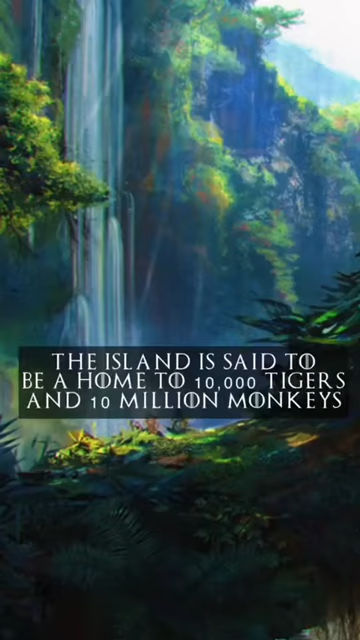 THE ISLAND IS SAID TO
BE A HOME TO 10,000 TIGERS
AND 10 MILLION MONKEYS